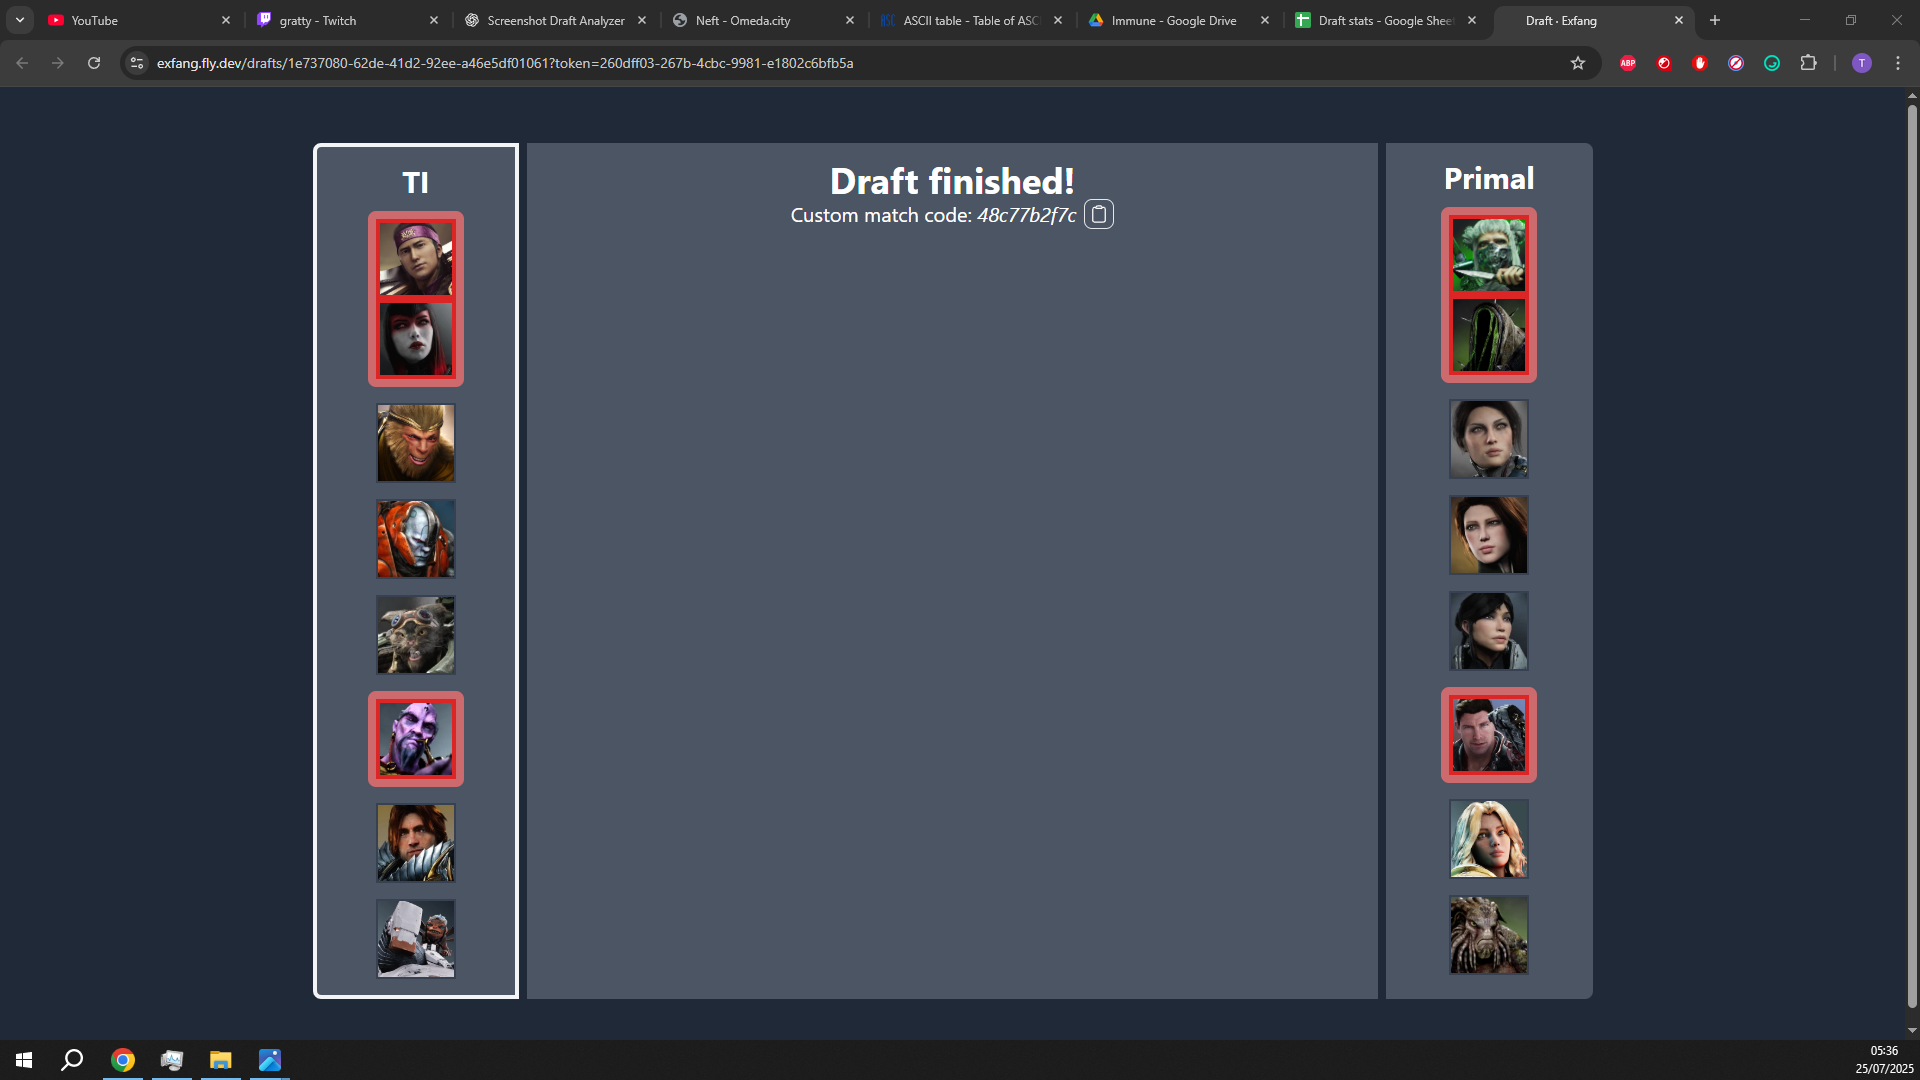 YouTube
gratty - Twitch
Screenshot Draft Analyzer
Neft - Omeda.city
ASCII table - Table of ASC
Immune - Google Drive
Draft stats - Google Shee
Draft · Exfang
exfang.fly.dev/drafts/1e737080-62de-41d2-92ee-a46e5df01061?token=260dff03-267b-4cbc-9981-e1802c6bfb5a
ABP
T
TI
Draft finished!
Custom match code: 48c77b2f7c
Primal
05:36
25/07/2025